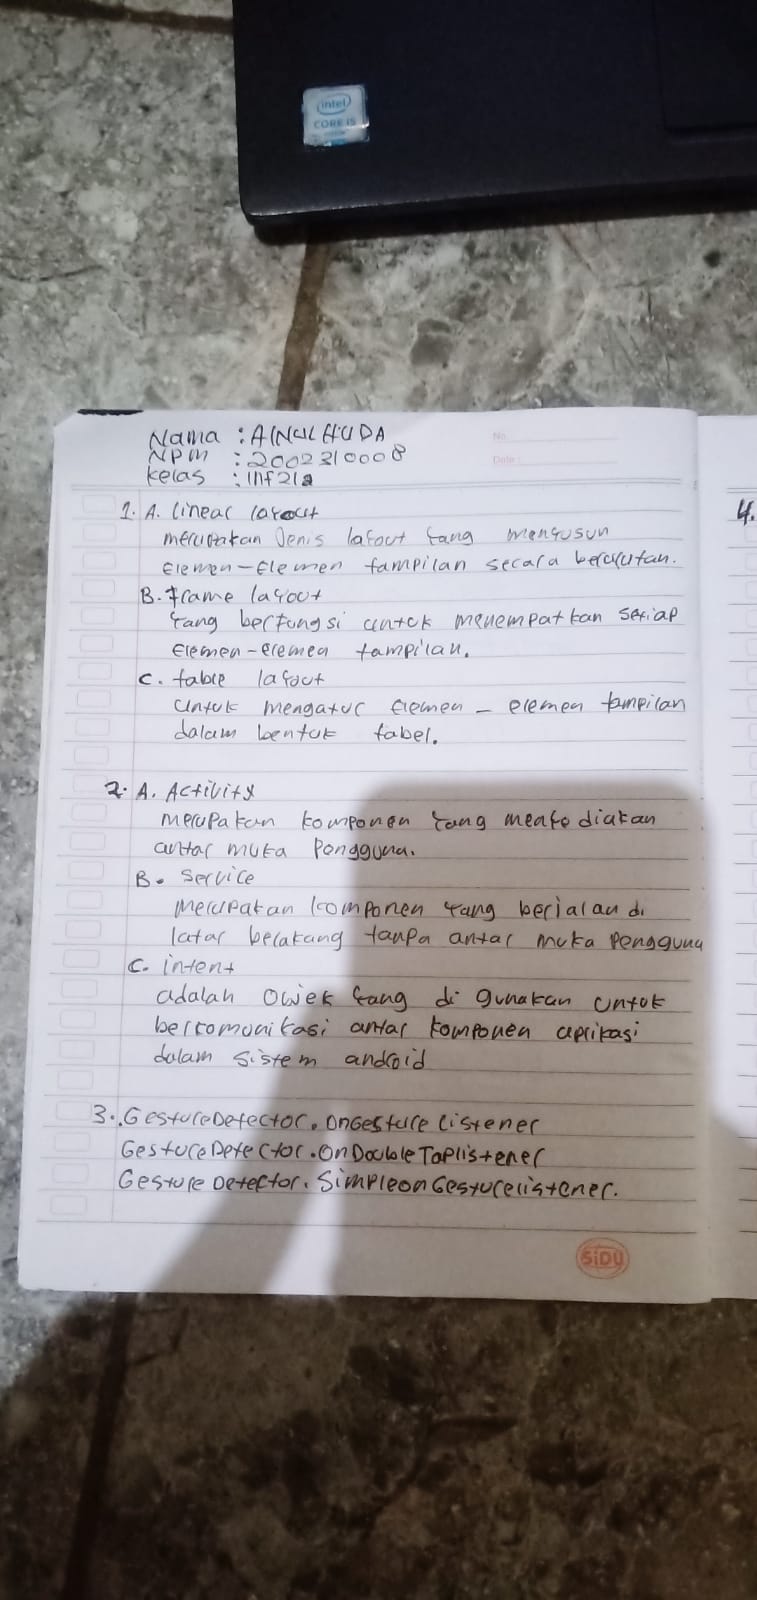 intel
CORE i5
Nama : AINUL HUDA
NPM : 2002310008
Kelas : Inf21a
No.
Date :
1. A. Linear layout
merupakan Jenis layout yang menyusun
Elemen-Elemen tampilan secara berurutan.
B. Frame layout
yang berfungsi untuk menempatkan setiap
Elemen-elemen tampilan.
C. table layout
untuk mengatur elemen - elemen tampilan
dalam bentuk tabel.
2. A. Activity
merupakan komponen yang menyediakan
antar muka Pengguna.
B. Service
Merupakan komponen yang berjalan di
latar belakang tanpa antar muka Pengguna
C. intent
adalah objek yang di gunakan untuk
berkomunikasi antar komponen aplikasi
dalam sistem android
3. GestureDetector. OnGesture Listener
GestureDetector. OnDoubleTaplistener
Gesture Detector. SimpleonGesturelistener.
SiDU
4.